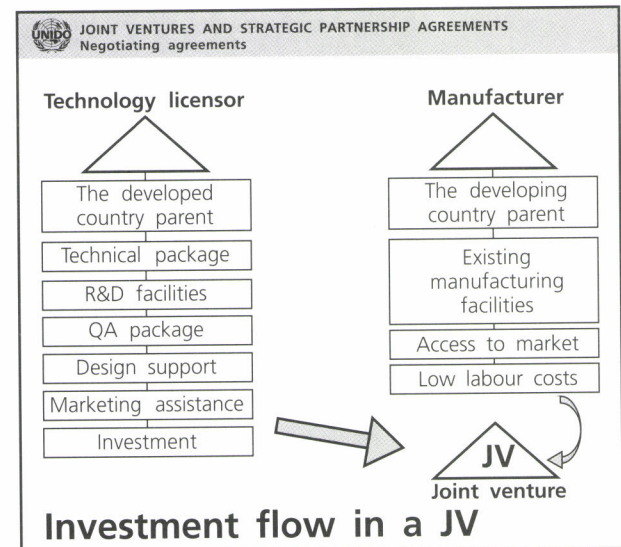 UNIDO
JOINT VENTURES AND STRATEGIC PARTNERSHIP AGREEMENTS
Negotiating agreements
Technology licensor
The developed
country parent
Technical package
R&D facilities
QA package
Design support
Marketing assistance
Investment
Manufacturer
The developing
country parent
Existing
manufacturing
facilities
Access to market
Low labour costs
JV
Joint venture
Investment flow in a JV